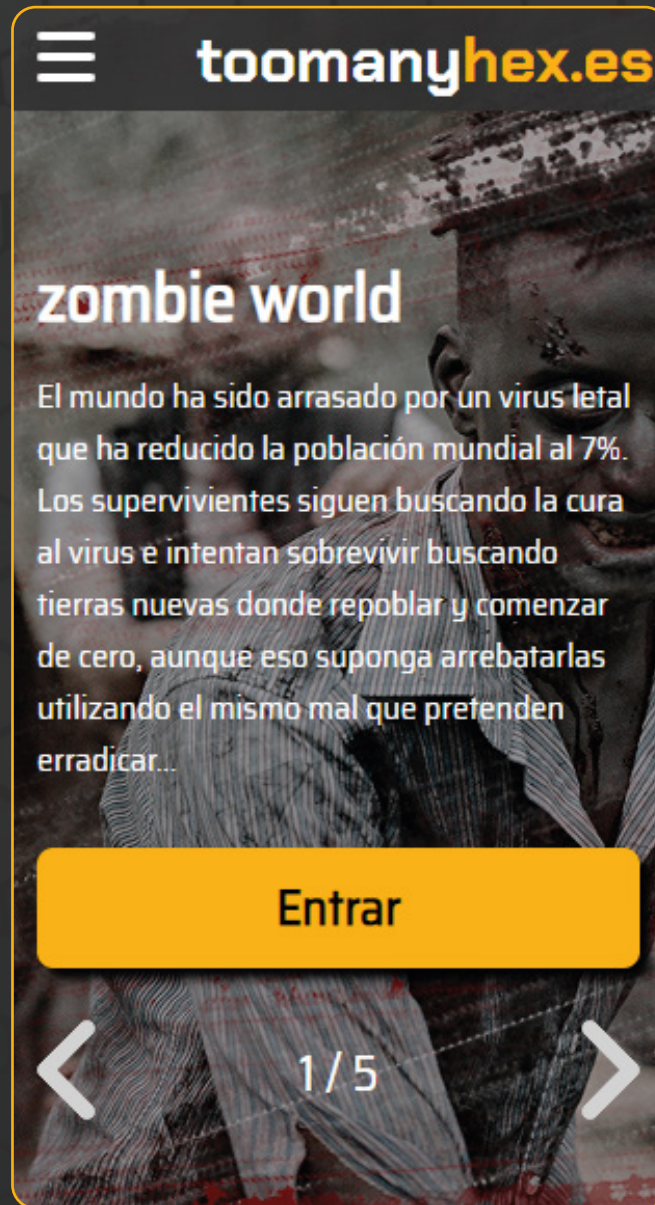 toomanyhex.es
zombie world
El mundo ha sido arrasado por un virus letal
que ha reducido la población mundial al 7%.
Los supervivientes siguen buscando la cura
al virus e intentan sobrevivir buscando
tierras nuevas donde repoblar y comenzar
de cero, aunque eso suponga arrebatarlas
utilizando el mismo mal que pretenden
erradicar...
Entrar
1 / 5